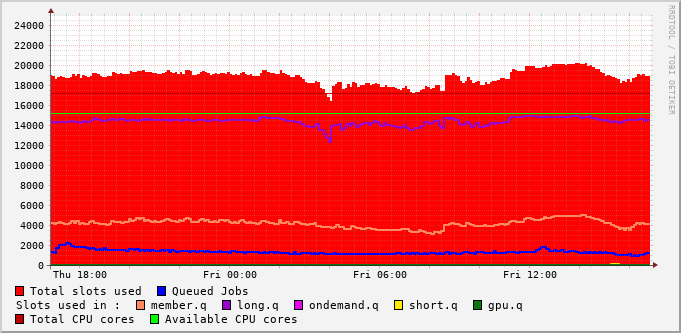 RRDTOOL / TOBI OETIKER
24000
22000
20000
18000
16000
14000
12000
10000
8000
6000
4000
2000
0
Thu 18:00 Fri 00:00 Fri 06:00 Fri 12:00
Total slots used Queued Jobs
Slots used in : member.q long.q ondemand.q short.q gpu.q
Total CPU cores Available CPU cores